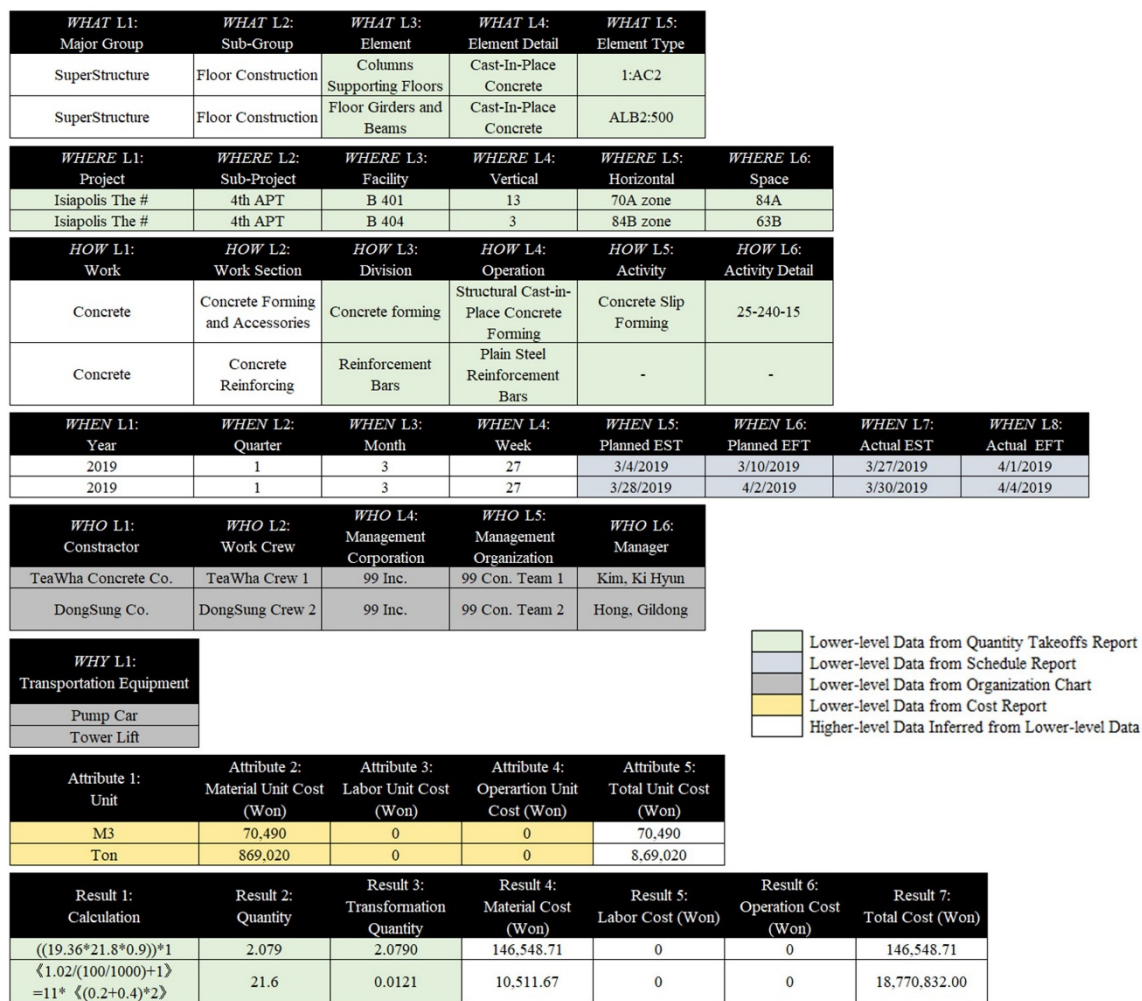 WHAT L1: WHAT L2: WHAT L3: WHAT L4: WHAT L5:
Major Group Sub-Group Element Element Detail Element Type
SuperStructure Floor Construction Columns Supporting Floors Cast-In-Place Concrete 1:AC2
SuperStructure Floor Construction Floor Girders and Beams Cast-In-Place Concrete ALB2:500
WHERE L1: WHERE L2: WHERE L3: WHERE L4: WHERE L5: WHERE L6:
Project Sub-Project Facility Vertical Horizontal Space
Isiapolis The # 4th APT B 401 13 70A zone 84A
Isiapolis The # 4th APT B 404 3 84B zone 63B
HOW L1: HOW L2: HOW L3: HOW L4: HOW L5: HOW L6:
Work Work Section Division Operation Activity Activity Detail
Concrete Concrete Forming and Accessories Concrete forming Structural Cast-in-Place Concrete Forming Concrete Slip Forming 25-240-15
Concrete Concrete Reinforcing Reinforcement Bars Plain Steel Reinforcement Bars - -
WHEN L1: WHEN L2: WHEN L3: WHEN L4: WHEN L5: WHEN L6: WHEN L7: WHEN L8:
Year Quarter Month Week Planned EST Planned EFT Actual EST Actual EFT
2019 1 3 27 3/4/2019 3/10/2019 3/27/2019 4/1/2019
2019 1 3 27 3/28/2019 4/2/2019 3/30/2019 4/4/2019
WHO L1: WHO L2: WHO L4: WHO L5: WHO L6:
Constractor Work Crew Management Corporation Management Organization Manager
TeaWha Concrete Co. TeaWha Crew 1 99 Inc. 99 Con. Team 1 Kim, Ki Hyun
DongSung Co. DongSung Crew 2 99 Inc. 99 Con. Team 2 Hong, Gildong
WHY L1:
Transportation Equipment
Pump Car
Tower Lift
Lower-level Data from Quantity Takeoffs Report
Lower-level Data from Schedule Report
Lower-level Data from Organization Chart
Lower-level Data from Cost Report
Higher-level Data Inferred from Lower-level Data
Attribute 1: Attribute 2: Attribute 3: Attribute 4: Attribute 5:
Unit Material Unit Cost (Won) Labor Unit Cost (Won) Operartion Unit Cost (Won) Total Unit Cost (Won)
M3 70,490 0 0 70,490
Ton 869,020 0 0 8,69,020
Result 1: Result 2: Result 3: Result 4: Result 5: Result 6: Result 7:
Calculation Quantity Transformation Quantity Material Cost (Won) Labor Cost (Won) Operation Cost (Won) Total Cost (Won)
((19.36*21.8*0.9))*1 2.079 2.0790 146,548.71 0 0 146,548.71
《1.02/(100/1000)+1》 =11* 《(0.2+0.4)*2》 21.6 0.0121 10,511.67 0 0 18,770,832.00